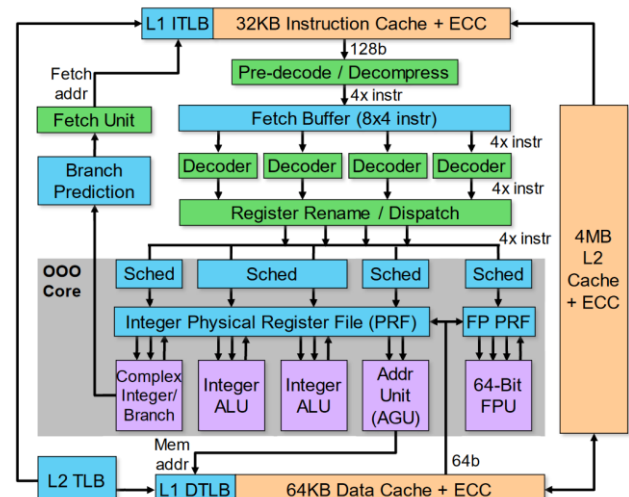 L1 ITLB
32KB Instruction Cache + ECC
128b
Fetch
addr
Pre-decode / Decompress
4x instr
Fetch Unit
Fetch Buffer (8x4 instr)
4x instr
Branch
Prediction
Decoder
Decoder
Decoder
Decoder
4x instr
Register Rename / Dispatch
4x instr
4MB
L2
Cache
+ ECC
OOO
Core
Sched
Sched
Sched
Sched
Integer Physical Register File (PRF)
FP PRF
Complex
Integer/
Branch
Integer
ALU
Integer
ALU
Addr
Unit
(AGU)
64-Bit
FPU
Mem
addr
64b
L2 TLB
L1 DTLB
64KB Data Cache + ECC